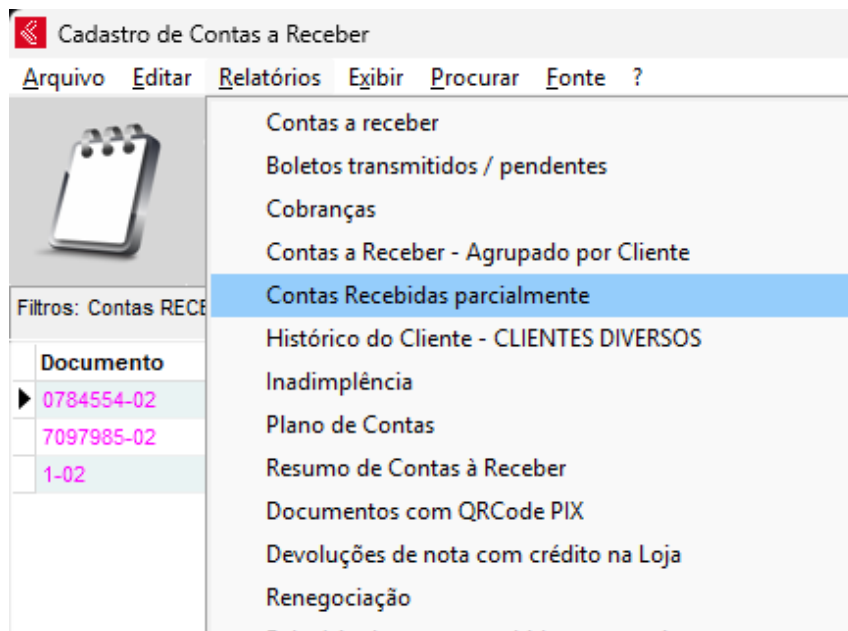 Cadastro de Contas a Receber
Arquivo Editar Relatórios Exibir Procurar Fonte ?
Contas a receber
Boletos transmitidos / pendentes
Cobranças
Contas a Receber - Agrupado por Cliente
Contas Recebidas parcialmente
Histórico do Cliente - CLIENTES DIVERSOS
Inadimplência
Plano de Contas
Resumo de Contas à Receber
Documentos com QRCode PIX
Devoluções de nota com crédito na Loja
Renegociação
Filtros: Contas RECE
Documento
0784554-02
7097985-02
1-02